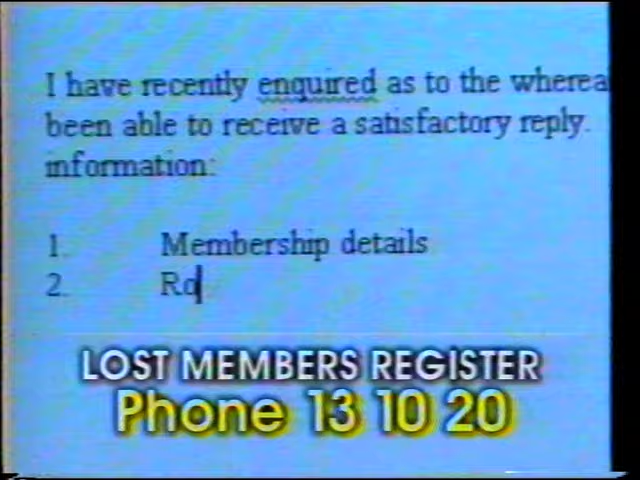 I have recently enquired as to the wherea
been able to receive a satisfactory reply.
information:
1. Membership details
2. Ro
LOST MEMBERS REGISTER
Phone 13 10 20